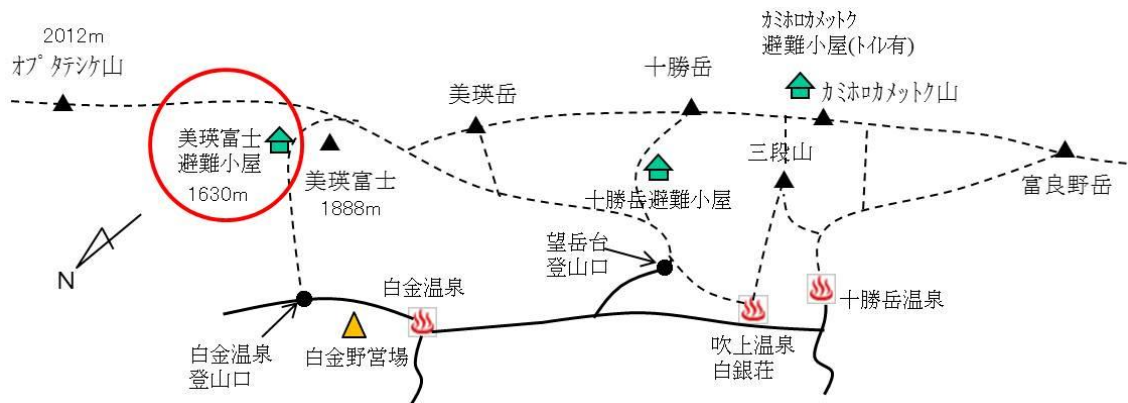 2012m
ｵﾌﾟﾀﾃｼｹ山
美瑛富士
避難小屋
1630m
美瑛富士
1888m
美瑛岳
十勝岳
ｶﾐﾎﾛｶﾒｯﾄｸ
避難小屋(ﾄｲﾚ有)
ｶﾐﾎﾛｶﾒｯﾄｸ山
三段山
富良野岳
十勝岳避難小屋
望岳台
登山口
N
白金温泉
白金温泉
登山口
白金野営場
吹上温泉
白銀荘
十勝岳温泉